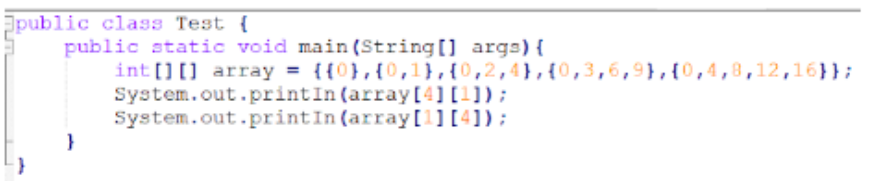 public class Test {
public static void main(String[] args){
int[][] array = {{0},{0,1},{0,2,4},{0,3,6,9},{0,4,8,12,16}};
System.out.printIn(array[4][1]);
System.out.printIn(array[1][4]);
}
}